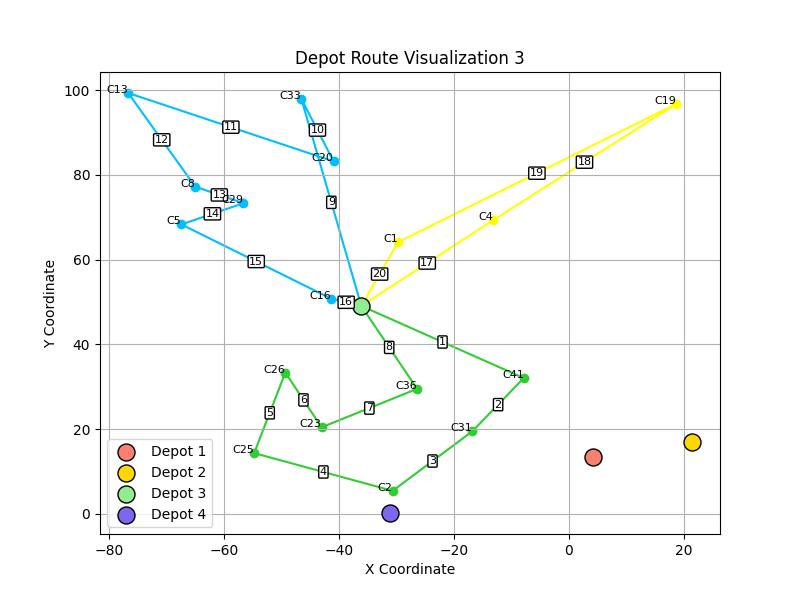 Depot Route Visualization 3
Y Coordinate
100
80
60
40
20
0
C13
C33
C19
11
10
12
C20
18
19
C8
13
C29
9
14
C5
C4
C1
15
17
20
C16
16
1
8
C26
C41
C36
6
2
7
5
C23
C31
C25
3
4
C2
Depot 1
Depot 2
Depot 3
Depot 4
−80
−60
−40
−20
0
20
X Coordinate